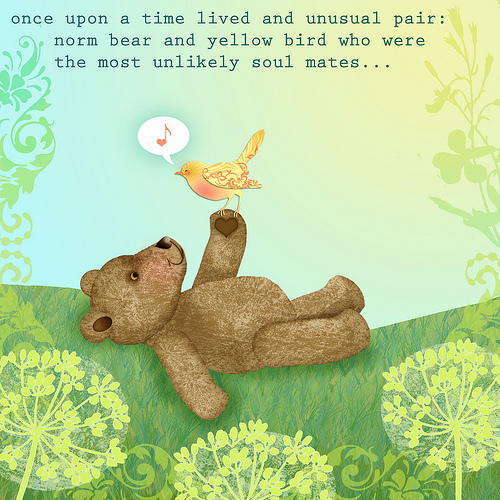 once upon a time lived and unusual pair:
norm bear and yellow bird who were
the most unlikely soul mates...